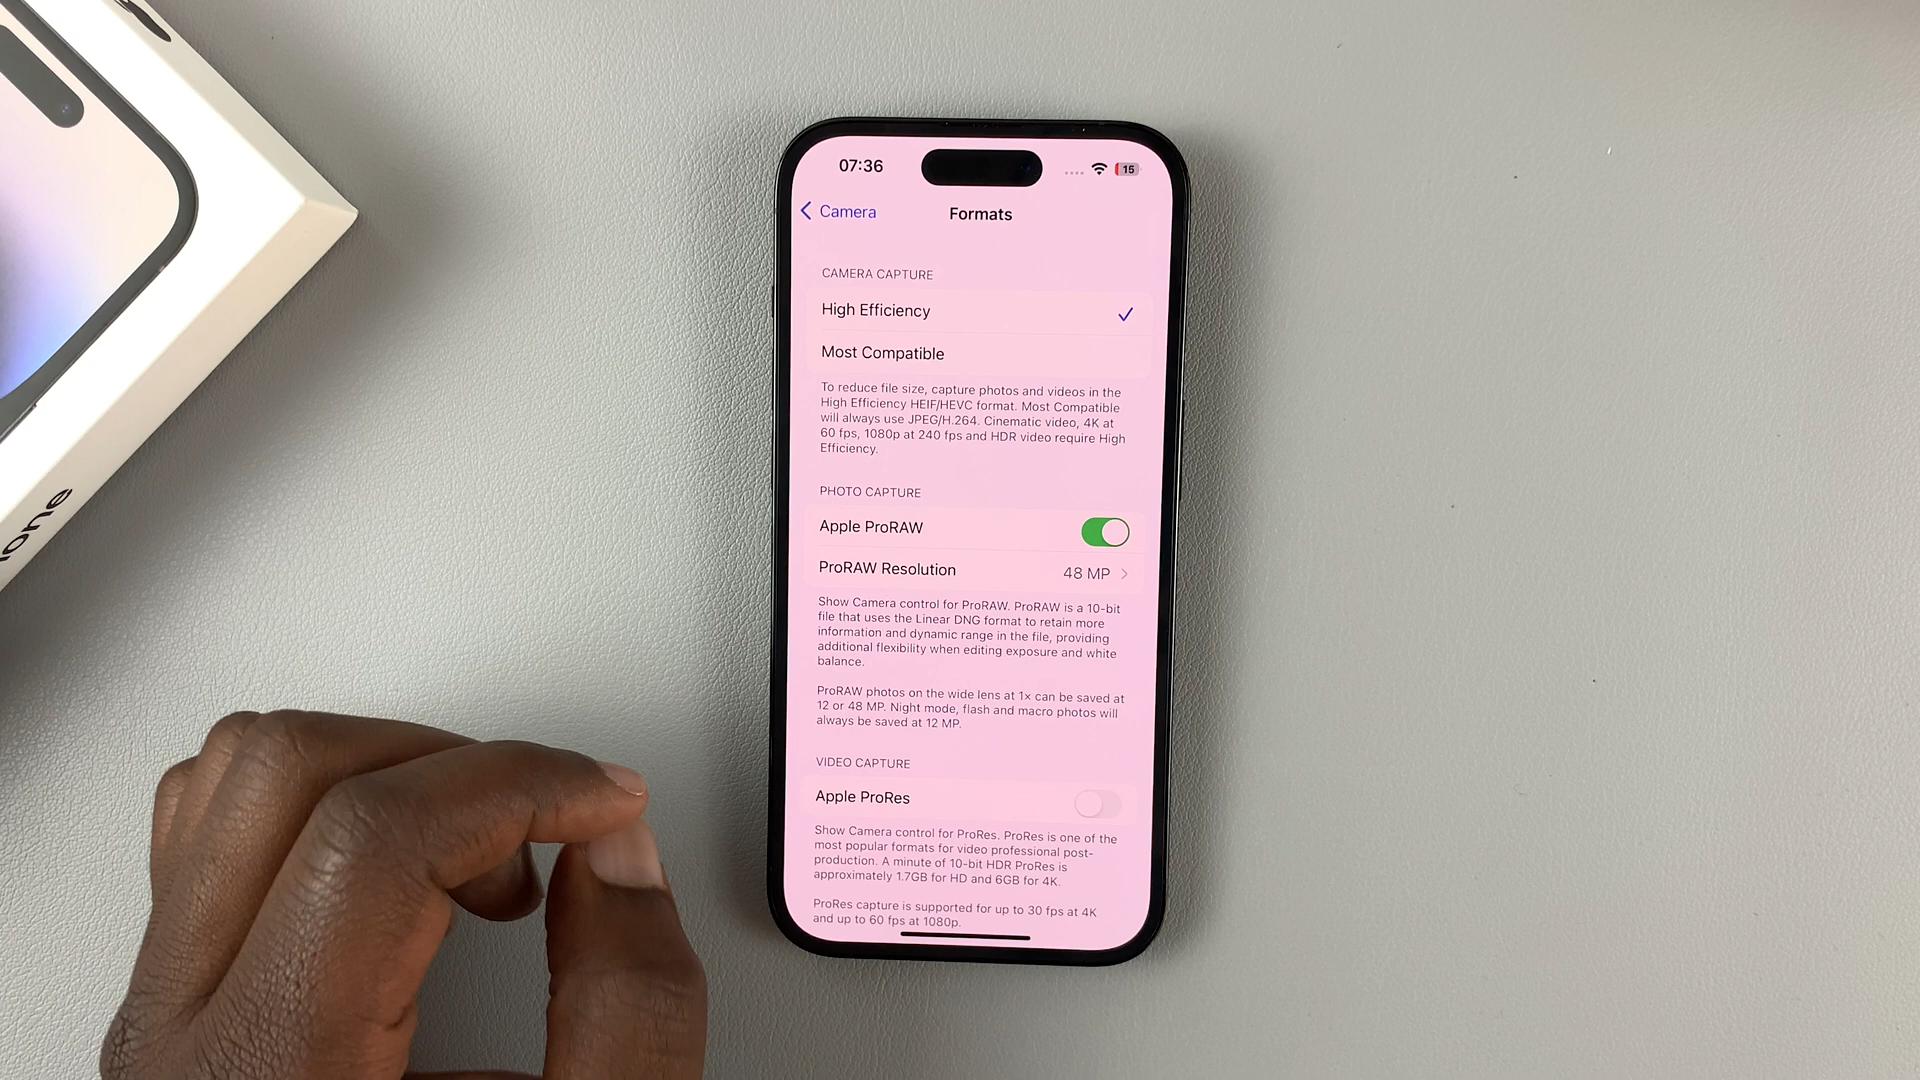 07:36
15
Camera
Formats
CAMERA CAPTURE
High Efficiency
Most Compatible
To reduce file size, capture photos and videos in the
High Efficiency HEIF/HEVC format. Most Compatible
will always use JPEG/H.264. Cinematic video, 4K at
60 fps, 1080p at 240 fps and HDR video require High
Efficiency.
PHOTO CAPTURE
Apple ProRAW
ProRAW Resolution
48 MP
Show Camera control for ProRAW. ProRAW is a 10-bit
file that uses the Linear DNG format to retain more
information and dynamic range in the file, providing
additional flexibility when editing exposure and white
balance.
ProRAW photos on the wide lens at 1x can be saved at
12 or 48 MP. Night mode, flash and macro photos will
always be saved at 12 MP.
VIDEO CAPTURE
Apple ProRes
Show Camera control for ProRes. ProRes is one of the
most popular formats for video professional post-
production. A minute of 10-bit HDR ProRes is
approximately 1.7GB for HD and 6GB for 4K.
ProRes capture is supported for up to 30 fps at 4K
and up to 60 fps at 1080p.
one